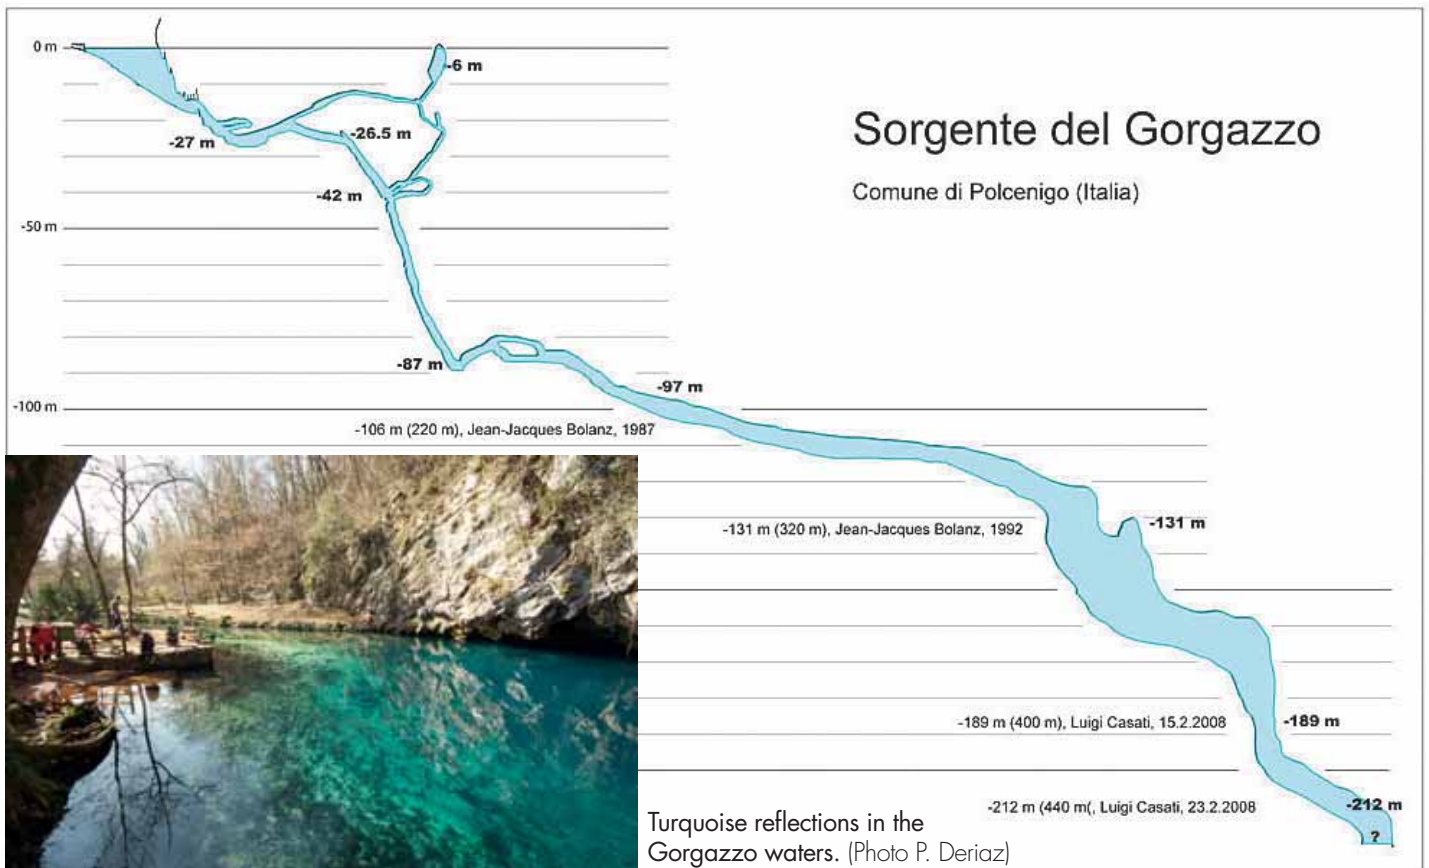 Sorgente del Gorgazzo
Comune di Polcenigo (Italia)
0 m
-6 m
-27 m
-26.5 m
-42 m
-50 m
-87 m
-97 m
-100 m
-106 m (220 m), Jean-Jacques Bolanz, 1987
-131 m (320 m), Jean-Jacques Bolanz, 1992
-131 m
-189 m (400 m), Luigi Casati, 15.2.2008
-189 m
-212 m (440 m(, Luigi Casati, 23.2.2008
-212 m
?
Turquoise reflections in the
Gorgazzo waters. (Photo P. Deriaz)